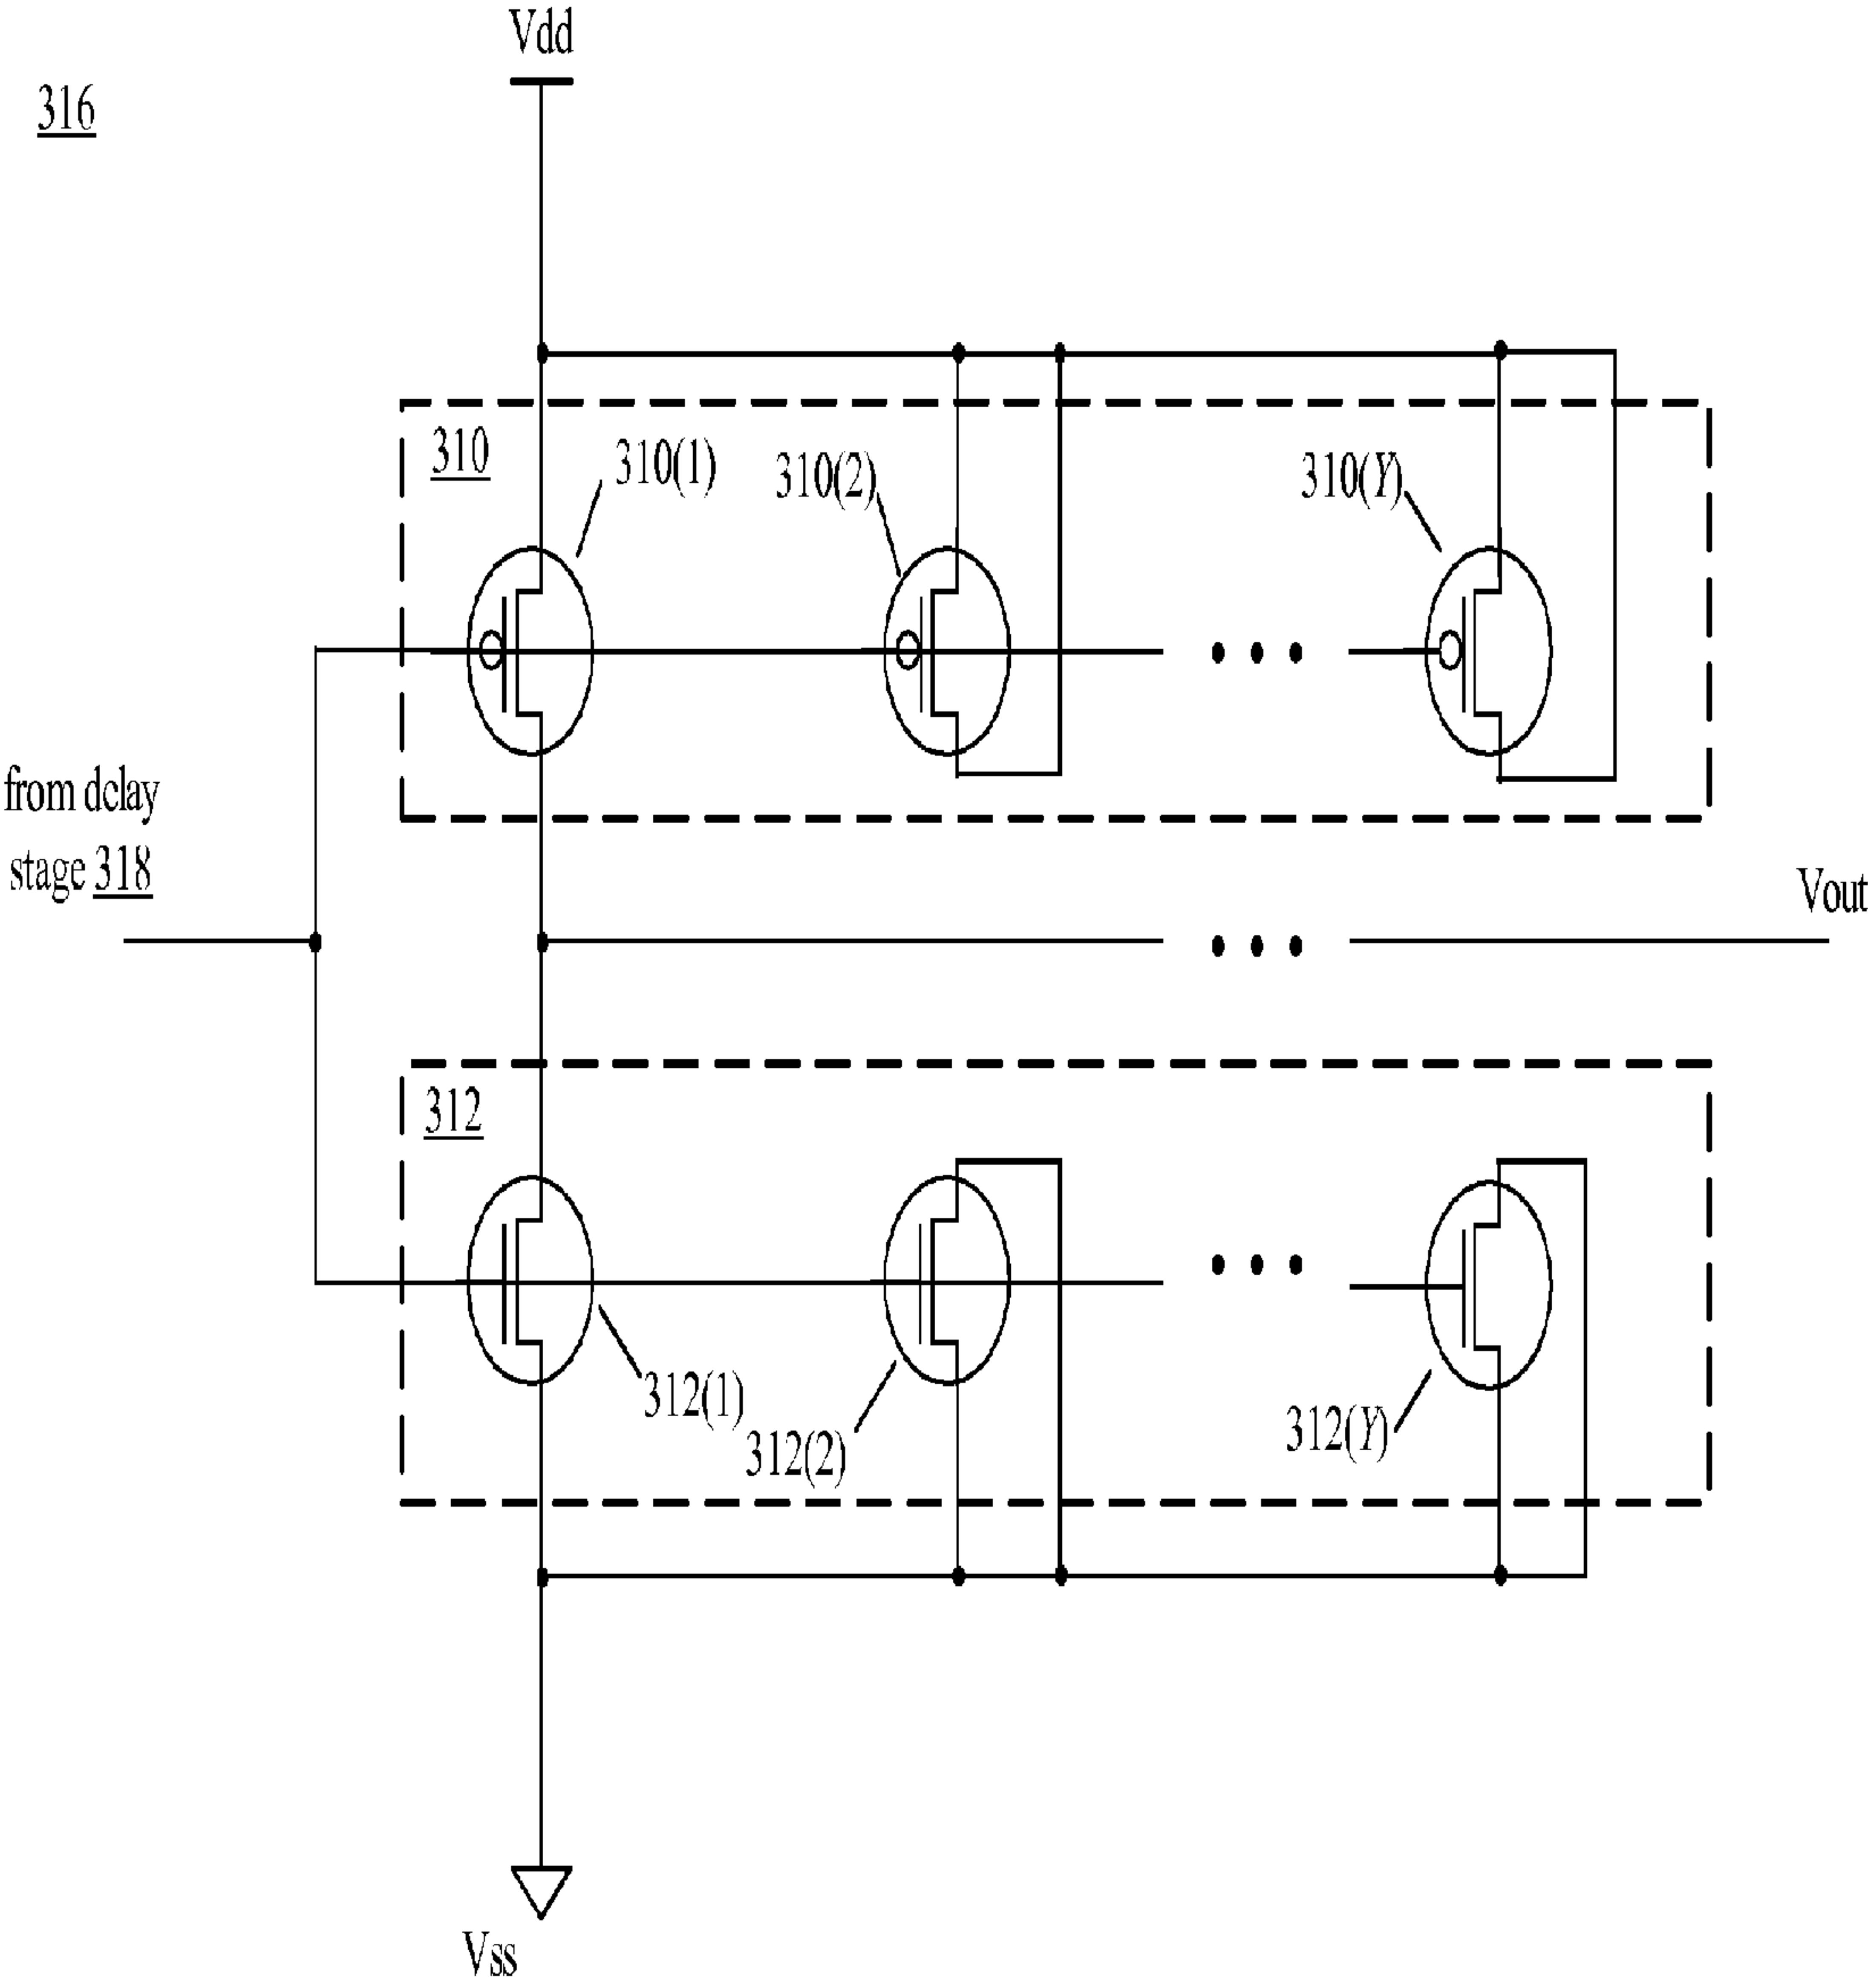 Vdd
316
310
310(1)
310(2)
310(Y)
from delay
stage 318
Vout
312
312(1)
312(2)
312(Y)
Vss